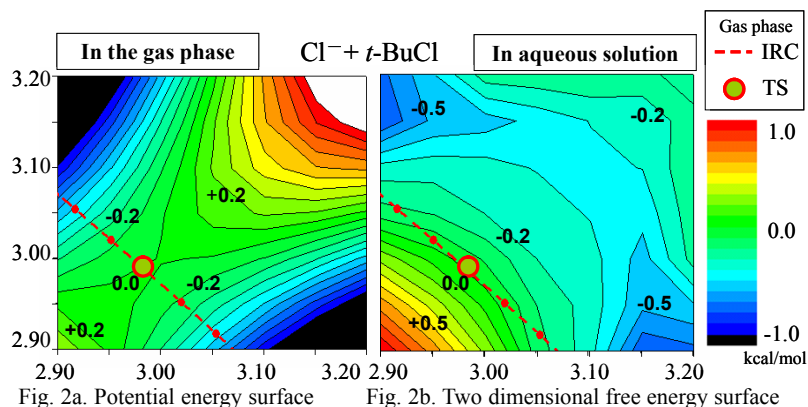 In the gas phase
Cl⁻ + t-BuCl
In aqueous solution
Gas phase
IRC
TS
3.20
3.10
3.00
2.90
2.90 3.00 3.10 3.20
+0.2
-0.2
0.0
-0.2
+0.2
-0.5
-0.2
-0.2
0.0
-0.5
+0.5
2.90 3.00 3.10 3.20
1.0
0.0
-1.0
kcal/mol
Fig. 2a. Potential energy surface
Fig. 2b. Two dimensional free energy surface